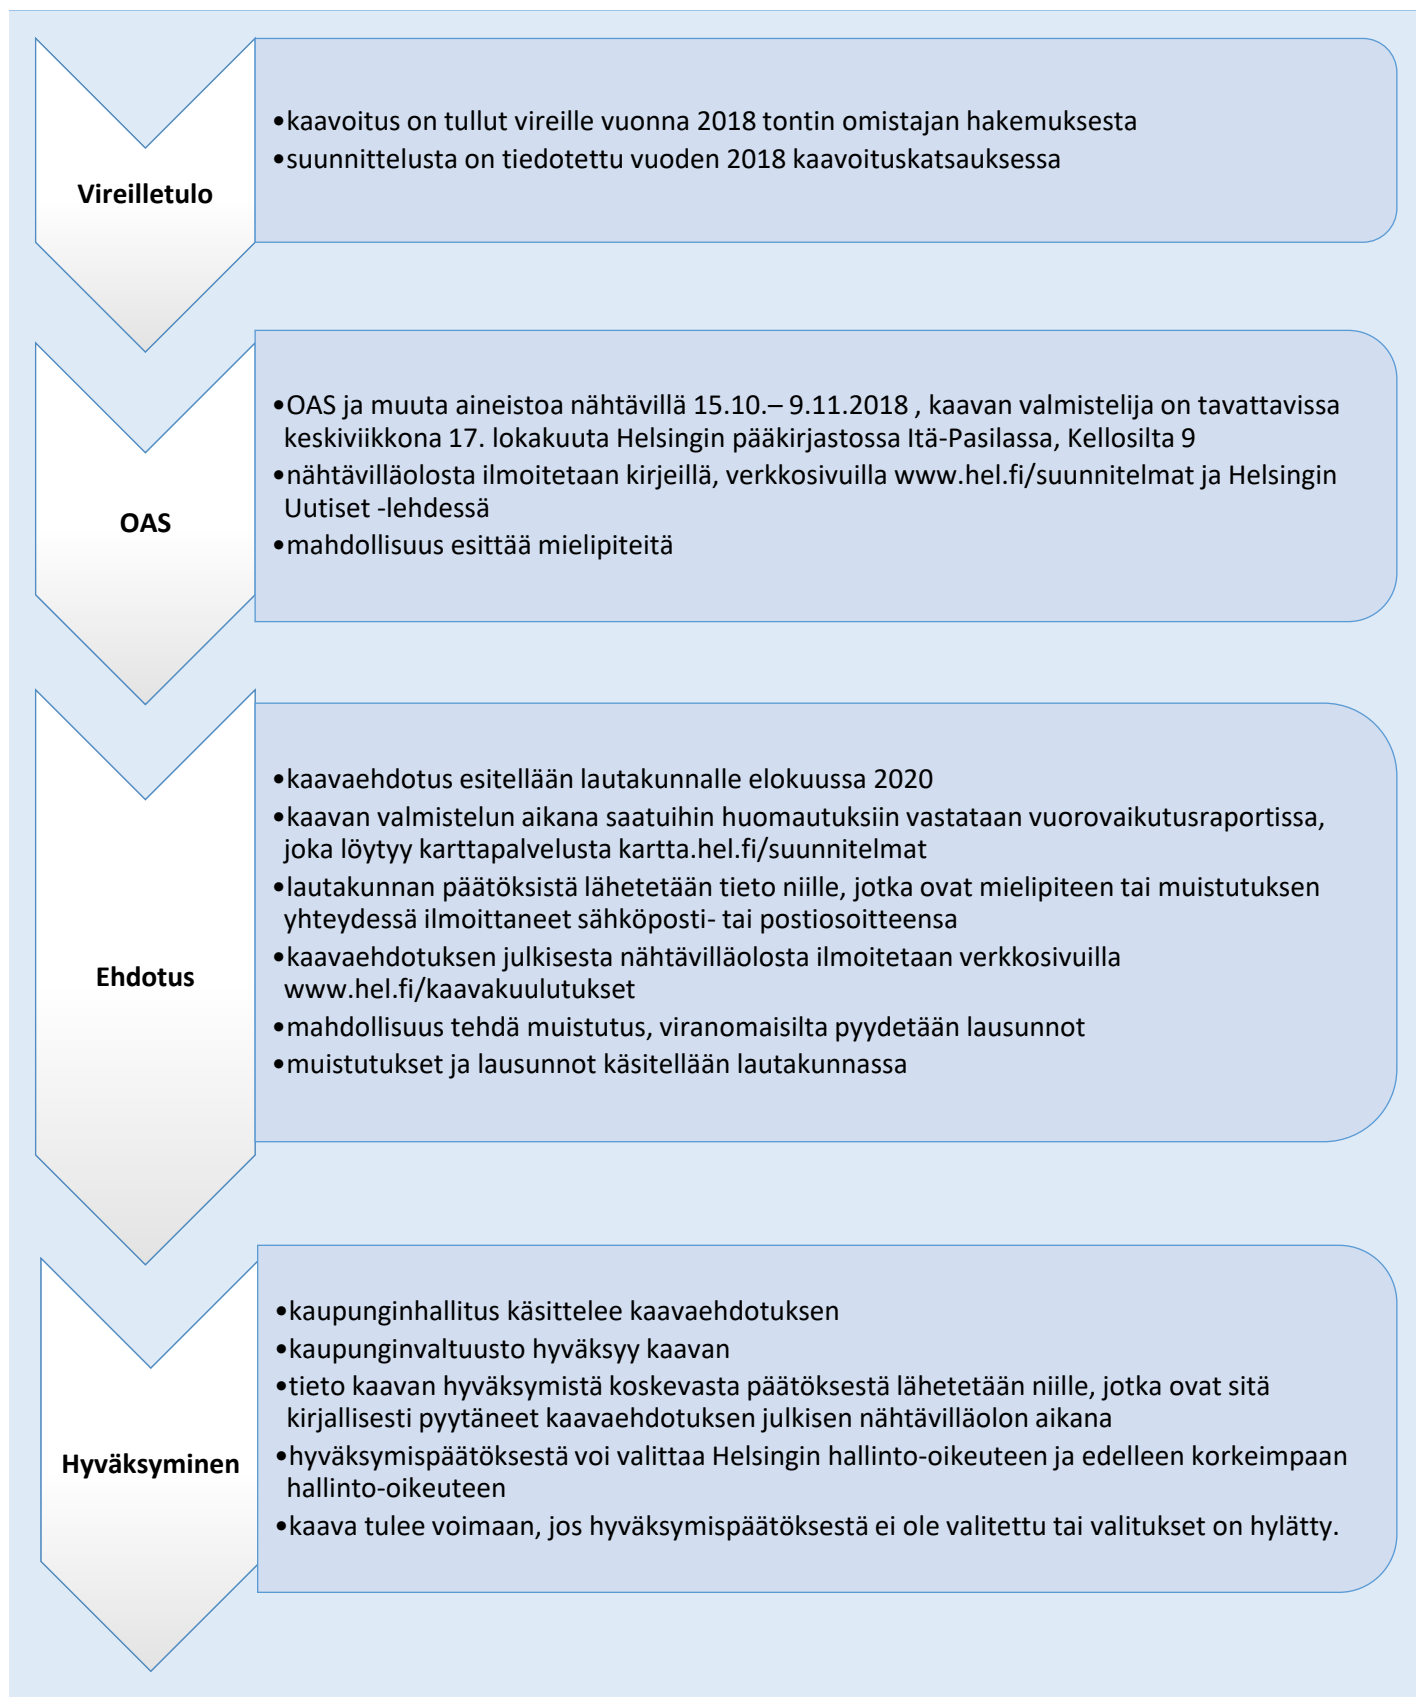 Vireilletulo
•kaavoitus on tullut vireille vuonna 2018 tontin omistajan hakemuksesta
•suunnittelusta on tiedotettu vuoden 2018 kaavoituskatsauksessa
OAS
•OAS ja muuta aineistoa nähtävillä 15.10.– 9.11.2018 , kaavan valmistelija on tavattavissa
keskiviikkona 17. lokakuuta Helsingin pääkirjastossa Itä-Pasilassa, Kellosilta 9
•nähtävilläolosta ilmoitetaan kirjeillä, verkkosivuilla www.hel.fi/suunnitelmat ja Helsingin
Uutiset -lehdessä
•mahdollisuus esittää mielipiteitä
Ehdotus
•kaavaehdotus esitellään lautakunnalle elokuussa 2020
•kaavan valmistelun aikana saatuihin huomautuksiin vastataan vuorovaikutusraportissa,
joka löytyy karttapalvelusta kartta.hel.fi/suunnitelmat
•lautakunnan päätöksistä lähetetään tieto niille, jotka ovat mielipiteen tai muistutuksen
yhteydessä ilmoittaneet sähköposti- tai postiosoitteensa
•kaavaehdotuksen julkisesta nähtävilläolosta ilmoitetaan verkkosivuilla
www.hel.fi/kaavakuulutukset
•mahdollisuus tehdä muistutus, viranomaisilta pyydetään lausunnot
•muistutukset ja lausunnot käsitellään lautakunnassa
Hyväksyminen
•kaupunginhallitus käsittelee kaavaehdotuksen
•kaupunginvaltuusto hyväksyy kaavan
•tieto kaavan hyväksymistä koskevasta päätöksestä lähetetään niille, jotka ovat sitä
kirjallisesti pyytäneet kaavaehdotuksen julkisen nähtävilläolon aikana
•hyväksymispäätöksestä voi valittaa Helsingin hallinto-oikeuteen ja edelleen korkeimpaan
hallinto-oikeuteen
•kaava tulee voimaan, jos hyväksymispäätöksestä ei ole valitettu tai valitukset on hylätty.